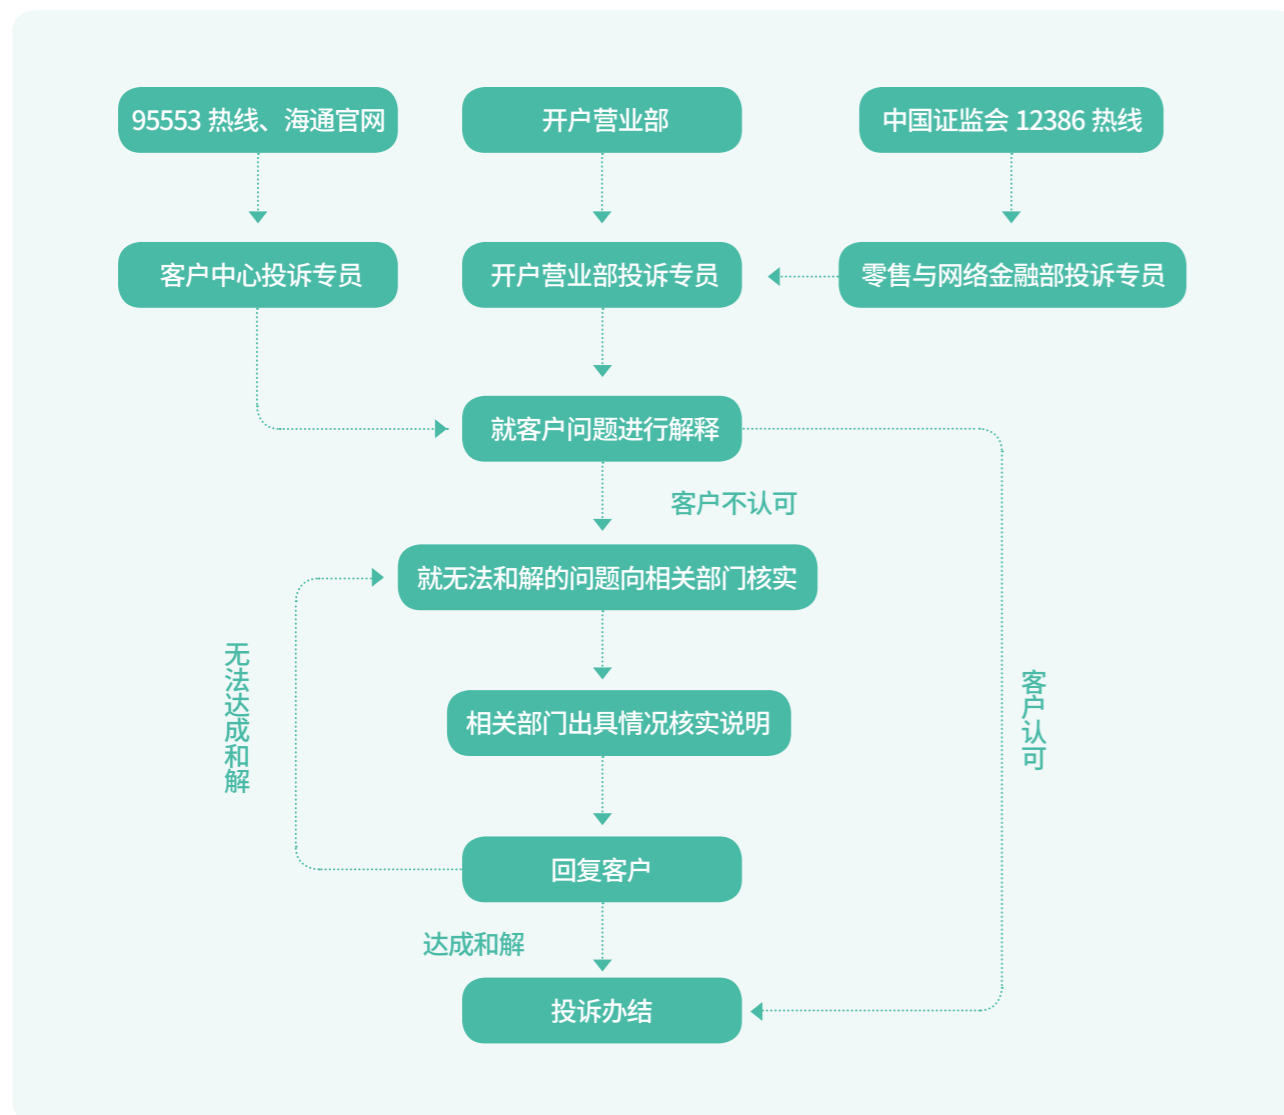 95553 热线、海通官网
开户营业部
中国证监会 12386 热线
客户中心投诉专员
开户营业部投诉专员
零售与网络金融部投诉专员
就客户问题进行解释
客户不认可
就无法和解的问题向相关部门核实
无法达成和解
客户认可
相关部门出具情况核实说明
回复客户
达成和解
投诉办结